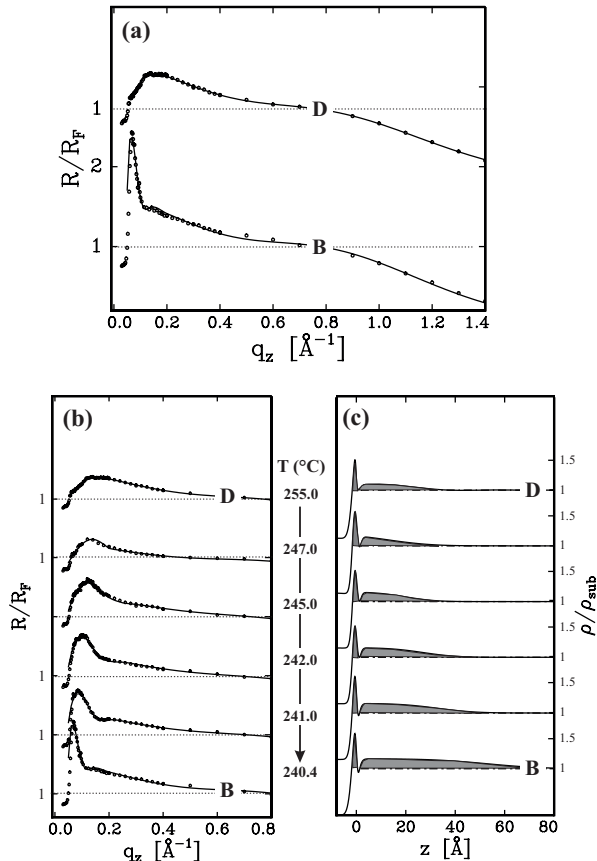 (a)
R/R_F
1
D
2
1
B
0.0 0.2 0.4 0.6 0.8 1.0 1.2 1.4
q_z [Å⁻¹]
(b)
R/R_F
1
D
1
1
1
1
1
B
0.0 0.2 0.4 0.6 0.8
q_z [Å⁻¹]
T (°C)
255.0
247.0
245.0
242.0
241.0
240.4
(c)
1.5
D
1
1.5
1
1.5
1
1.5
1
1.5
1
1.5
B
1
ρ/ρ_sub
0 20 40 60 80
z [Å]